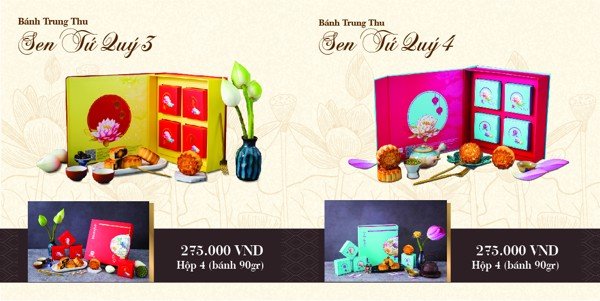 Bánh Trung Thu
Sen Tứ Quý 3
275.000 VND
Hộp 4 (bánh 90gr)
Bánh Trung Thu
Sen Tứ Quý 4
275.000 VND
Hộp 4 (bánh 90gr)